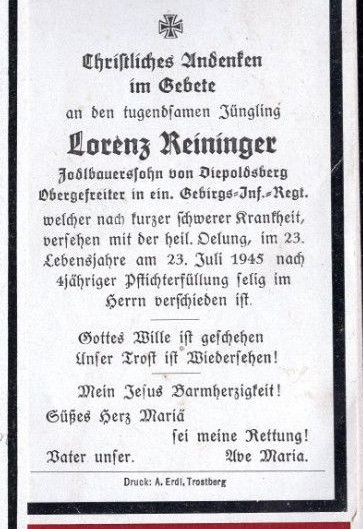 Christliches Andenken
im Gebete
an den tugendsamen Jüngling
Lorenz Reininger
Zodlbauerssohn von Diepoldsberg
Obergefreiter in ein. Gebirgs-Inf.-Regt.
welcher nach kurzer schwerer Krankheit,
versehen mit der heil. Oelung, im 23.
Lebensjahre am 23. Juli 1945 nach
4jähriger Pflichterfüllung selig im
Herrn verschieden ist.
Gottes Wille ist geschehen
Unser Trost ist Wiedersehen!
Mein Jesus Barmherzigkeit!
Süßes Herz Mariä
sei meine Rettung!
Vater unser. Ave Maria.
Druck: A. Erdl, Trostberg